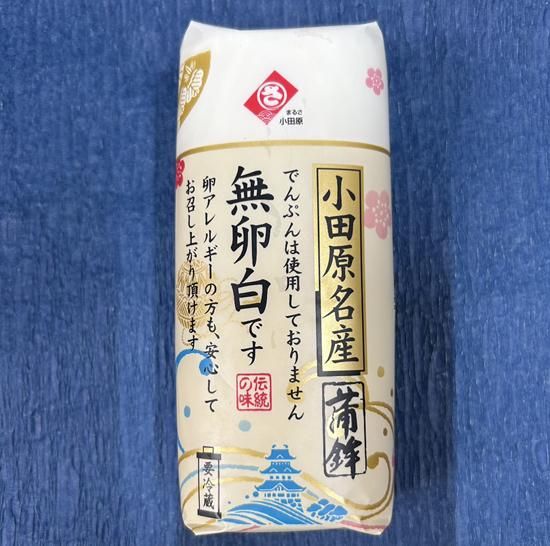 まるさ
小田原
小田原名産
蒲鉾
でんぷんは使用しておりません
無卵白です
卵アレルギーの方も、安心して
お召し上がり頂けます
伝統
の味
要冷蔵